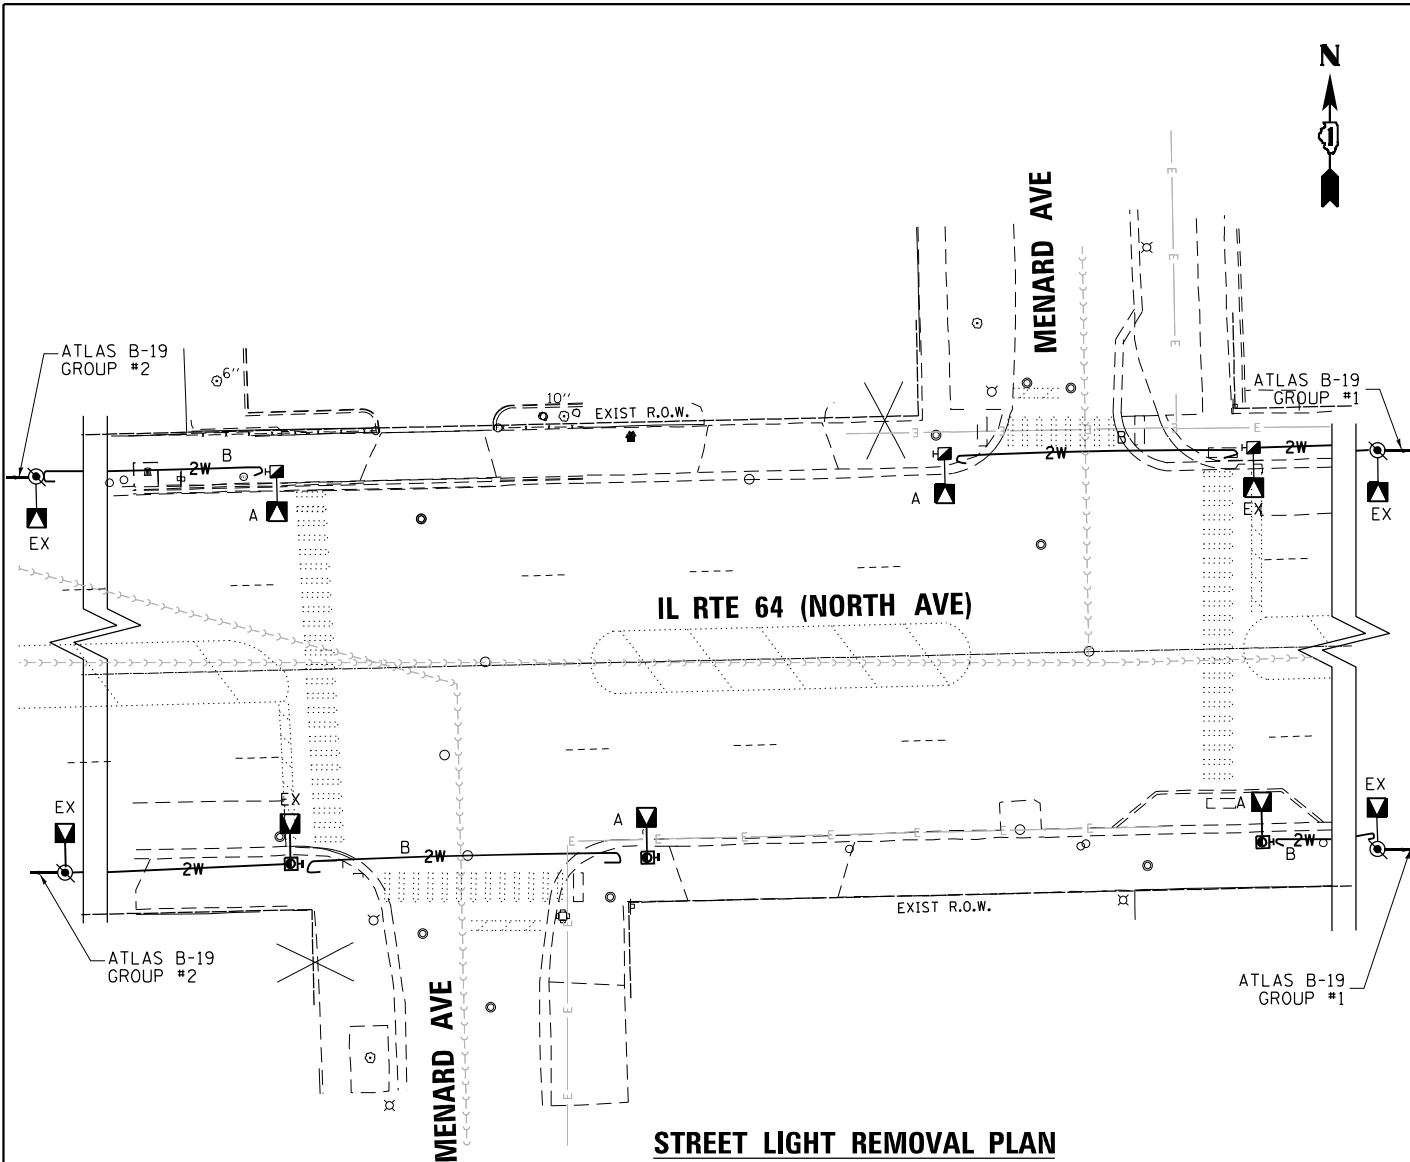 N
MENARD AVE
ATLAS B-19
GROUP #2
6"
10"
EXIST R.O.W.
ATLAS B-19
GROUP #1
B
2W
B
2W
2W
E
E
E
E
E
E
E
EX
A
A
EX
EX
IL RTE 64 (NORTH AVE)
EX
EX
A
A
EX
2W
B
2W
E
E
E
E
E
E
E
B
2W
EXIST R.O.W.
ATLAS B-19
GROUP #2
ATLAS B-19
GROUP #1
E
E
E
MENARD AVE
STREET LIGHT REMOVAL PLAN